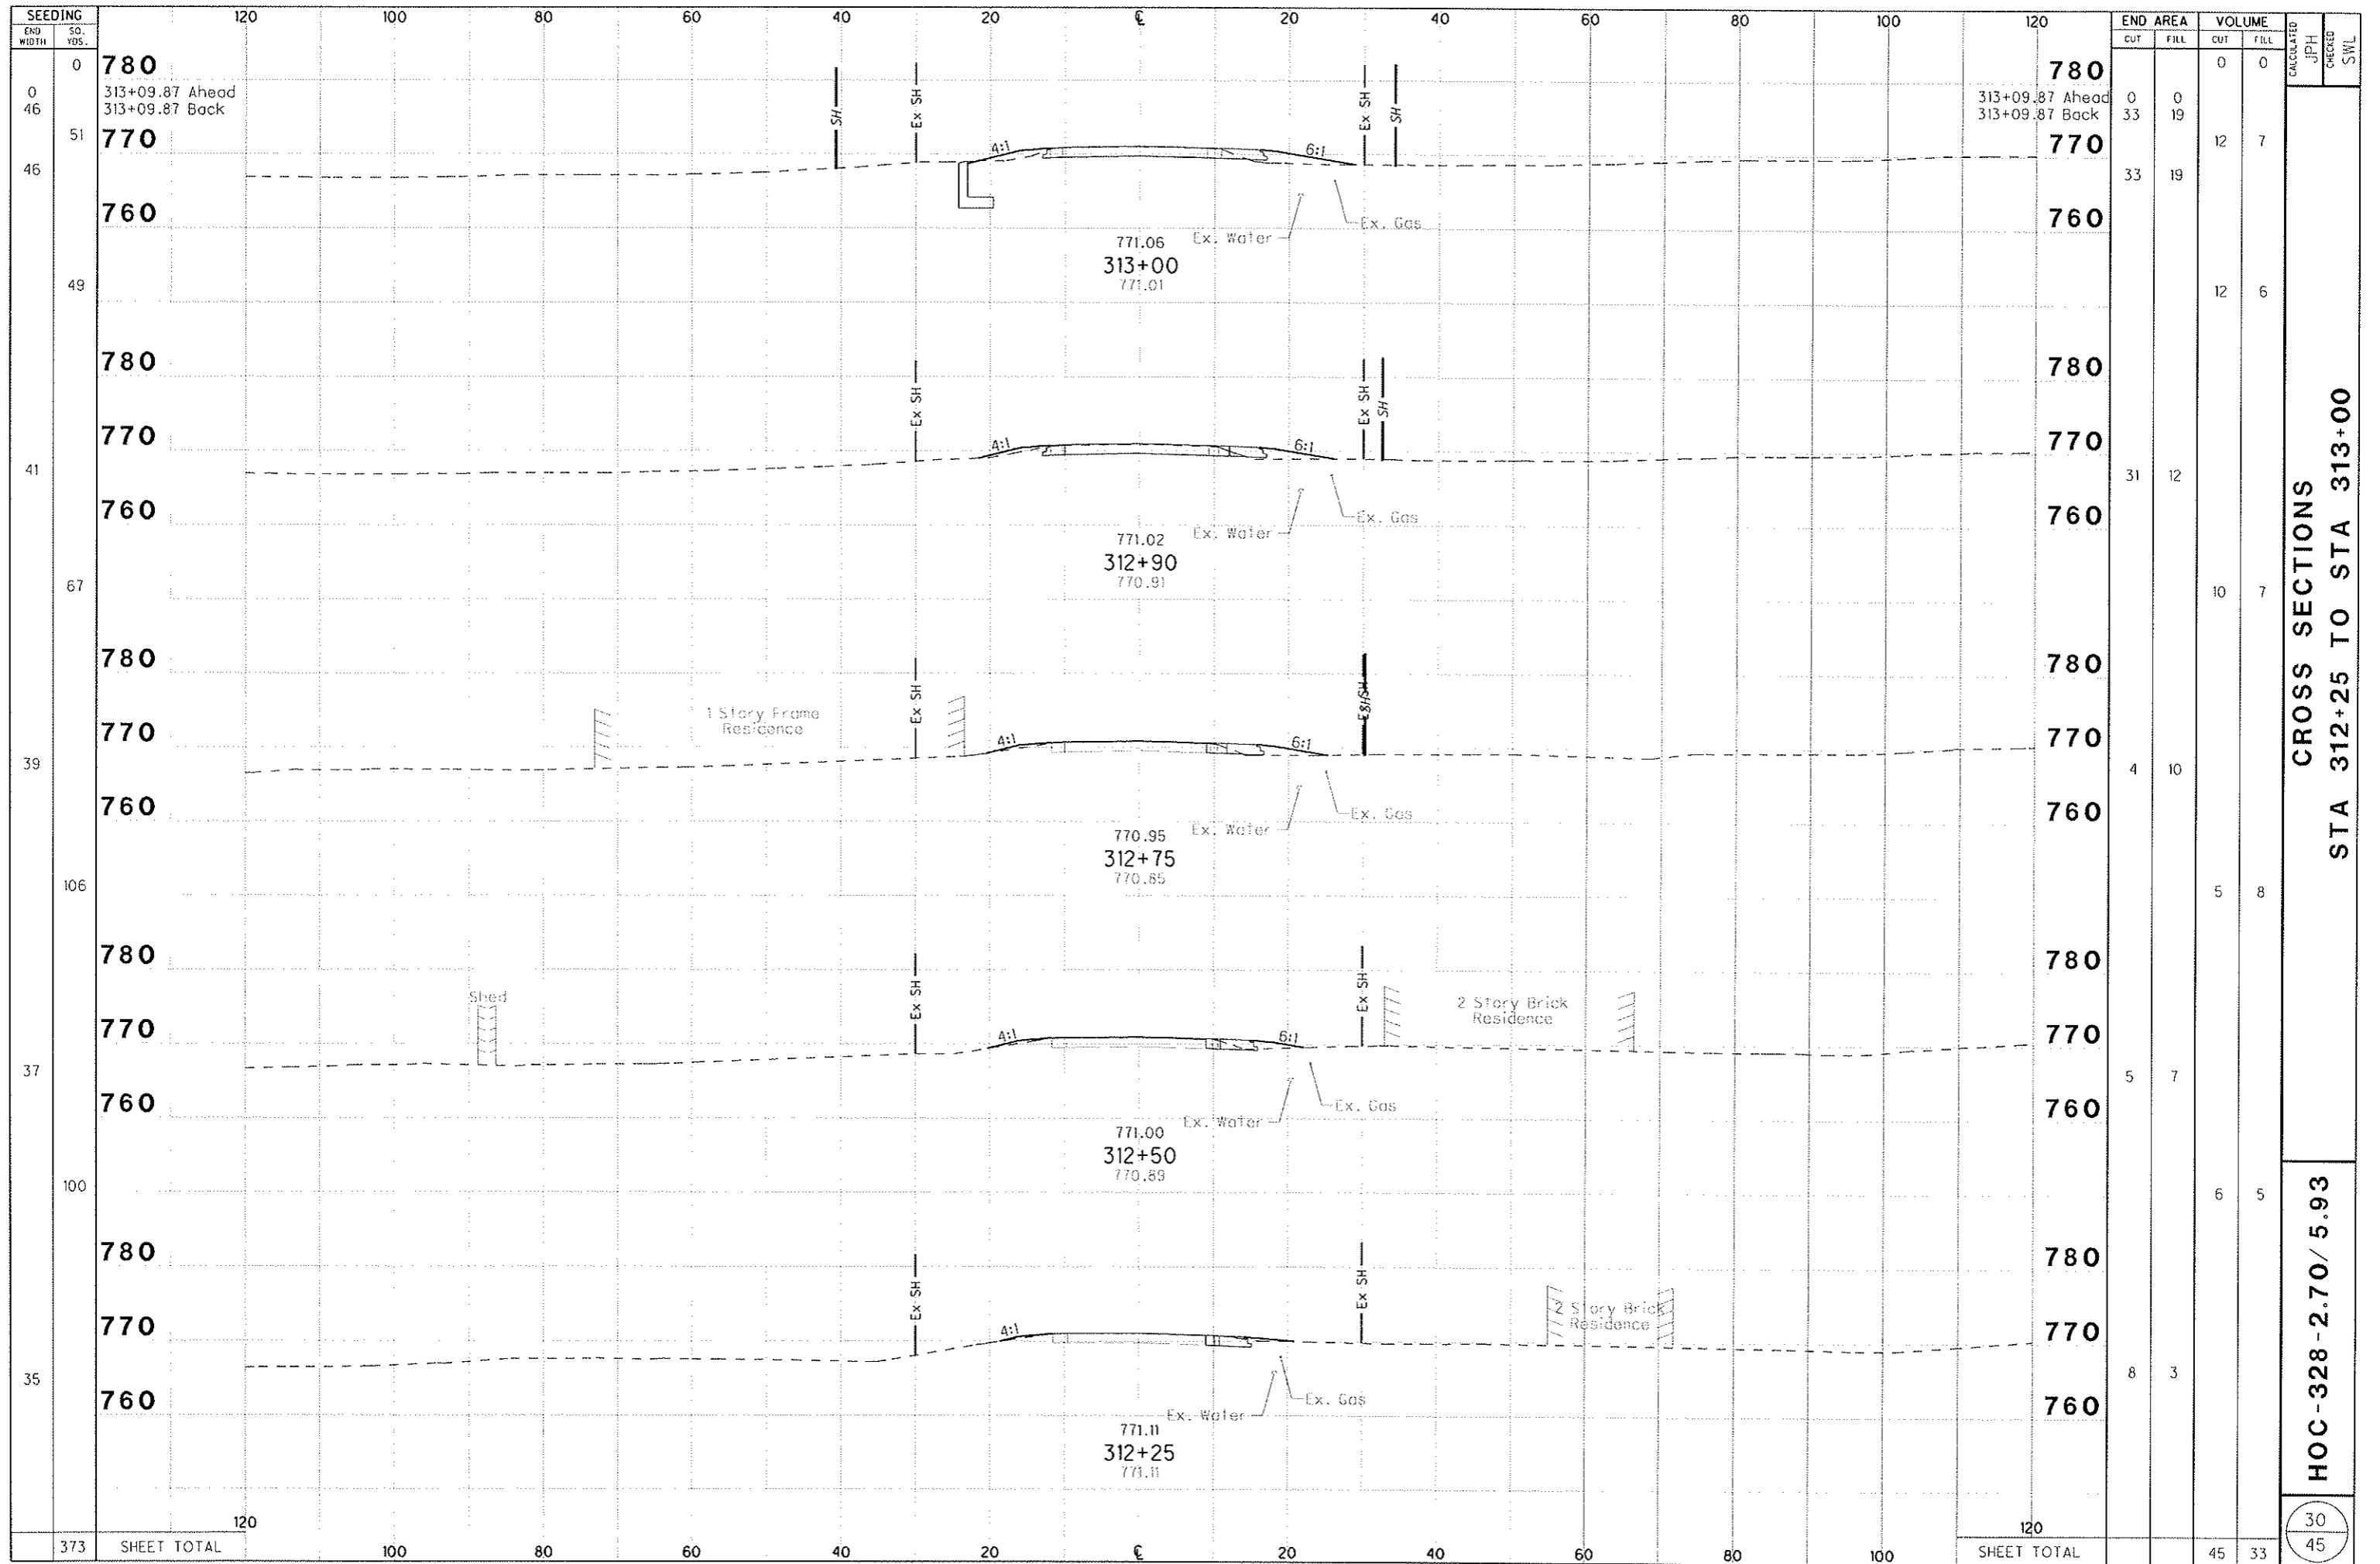 SEEDING
END WIDTH
SQ. YDS.
120 100 80 60 40 20 ℄ 20 40 60 80 100 120
END AREA
VOLUME
CUT FILL CUT FILL
CALCULATED
JPH
CHECKED
SWL
0
780
780
0 0
0
313+09.87 Ahead
313+09.87 Ahead
0 0
46
313+09.87 Back
313+09.87 Back
33 19
51
770
770
12 7
46
33 19
SH
Ex SH
Ex SH
SH
4:1
6:1
760
760
Ex. Water
Ex. Gas
771.06
313+00
771.01
49
12 6
780
780
Ex SH
Ex SH
SH
770
770
4:1
6:1
41
31 12
760
760
Ex. Water
Ex. Gas
771.02
312+90
770.91
67
10 7
780
780
Ex SH
1 Story Frame
Residence
770
770
4:1
6:1
39
4 10
760
760
Ex. Water
Ex. Gas
770.95
312+75
770.85
106
5 8
780
780
Shed
Ex SH
Ex SH
2 Story Brick
Residence
770
770
4:1
6:1
37
5 7
760
760
Ex. Water
Ex. Gas
771.00
312+50
770.89
100
6 5
780
780
Ex SH
Ex SH
2 Story Brick
Residence
770
770
4:1
35
8 3
760
760
Ex. Water
Ex. Gas
771.11
312+25
771.11
120
120
373
SHEET TOTAL
100 80 60 40 20 ℄ 20 40 60 80 100
SHEET TOTAL
45 33
CROSS SECTIONS
STA 312+25 TO STA 313+00
HOC-328-2.70/5.93
30
45